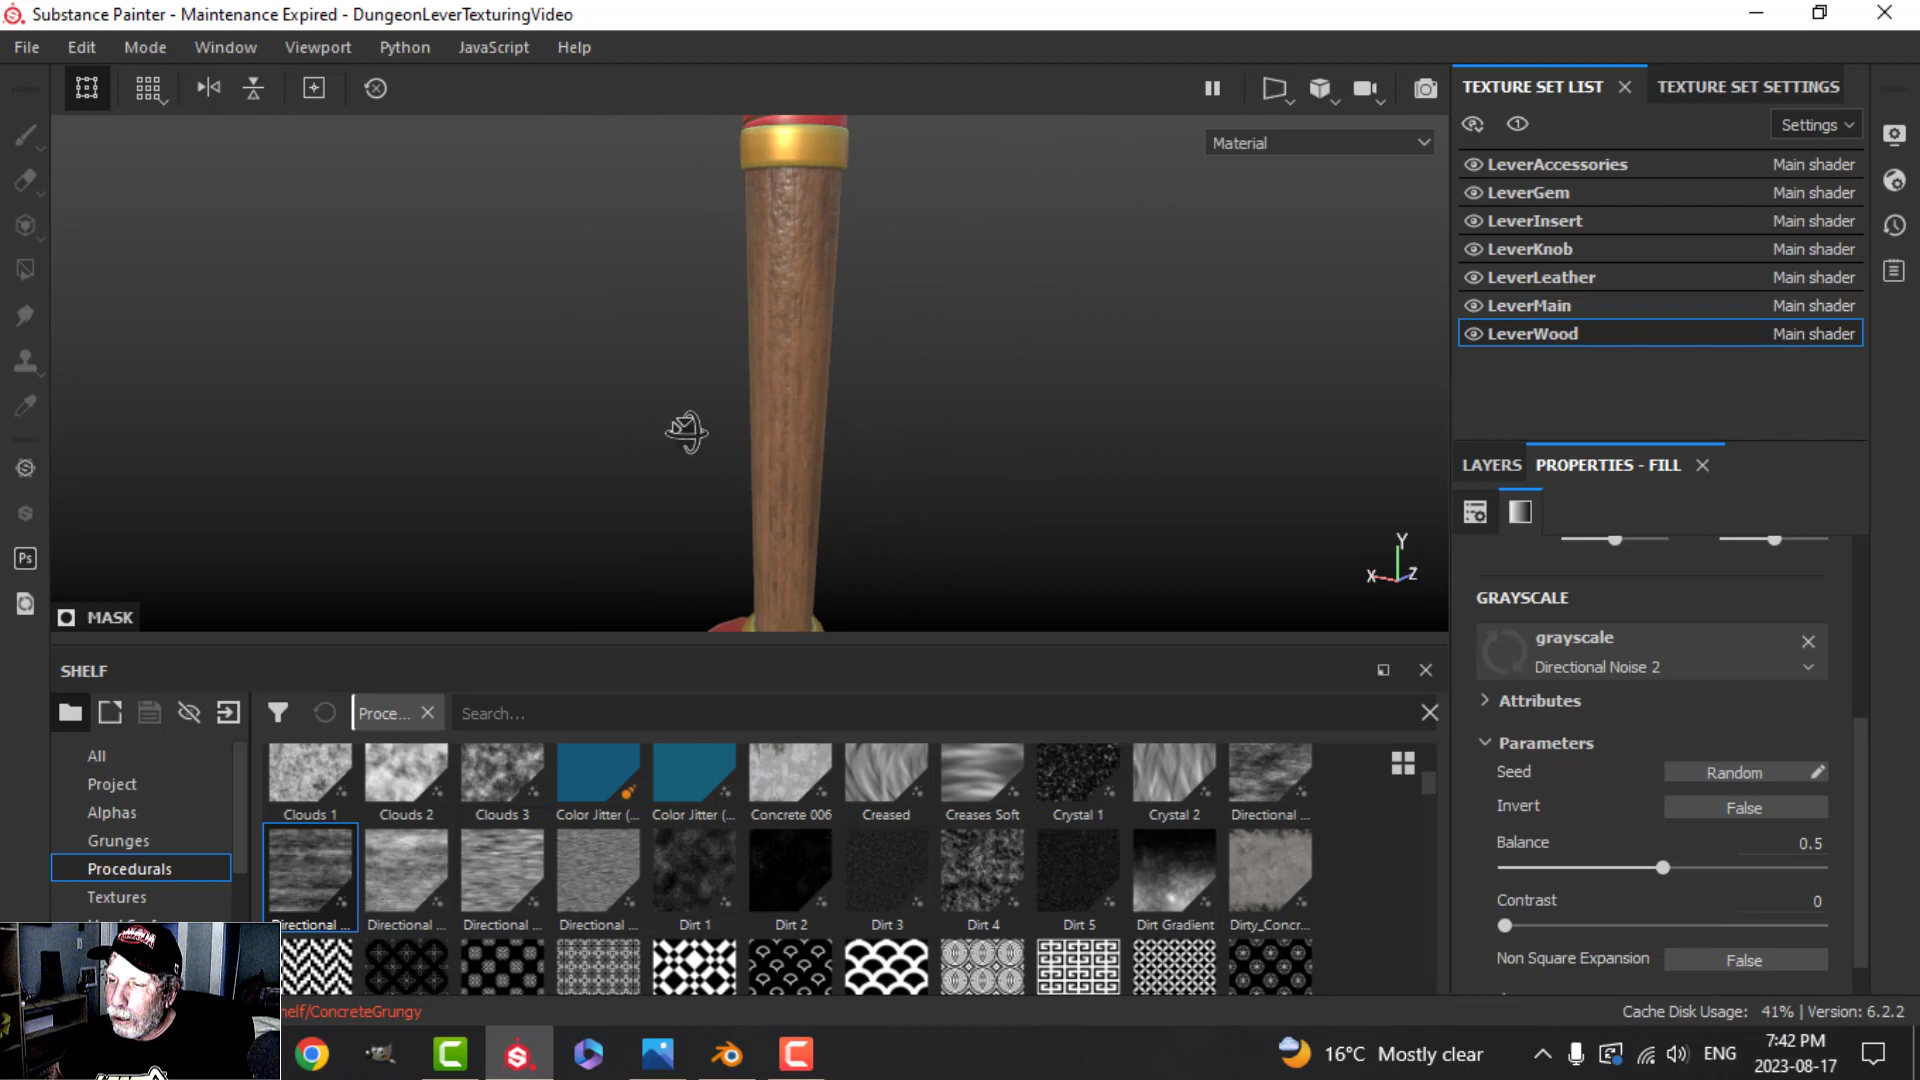 Substance Painter - Maintenance Expired - DungeonLeverTexturingVideo
File Edit Mode Window Viewport Python JavaScript Help
Material
TEXTURE SET LIST
TEXTURE SET SETTINGS
Settings
LeverAccessories Main shader
LeverGem Main shader
LeverInsert Main shader
LeverKnob Main shader
LeverLeather Main shader
LeverMain Main shader
LeverWood Main shader
LAYERS
PROPERTIES - FILL
Y
X Z
Ps
MASK
GRAYSCALE
grayscale
Directional Noise 2
Attributes
Parameters
Seed Random
Invert False
Balance 0.5
Contrast 0
Non Square Expansion False
SHELF
Proce...
Search...
All
Project
Alphas
Grunges
Procedurals
Textures
Clouds 1 Clouds 2 Clouds 3 Color Jitter (... Color Jitter (... Concrete 006 Creased Creases Soft Crystal 1 Crystal 2 Directional ...
Directional ... Directional ... Directional ... Dirt 1 Dirt 2 Dirt 3 Dirt 4 Dirt 5 Dirt Gradient Dirty_Concr...
elf/ConcreteGrungy
Cache Disk Usage: 41% | Version: 6.2.2
16°C Mostly clear
ENG
7:42 PM
2023-08-17